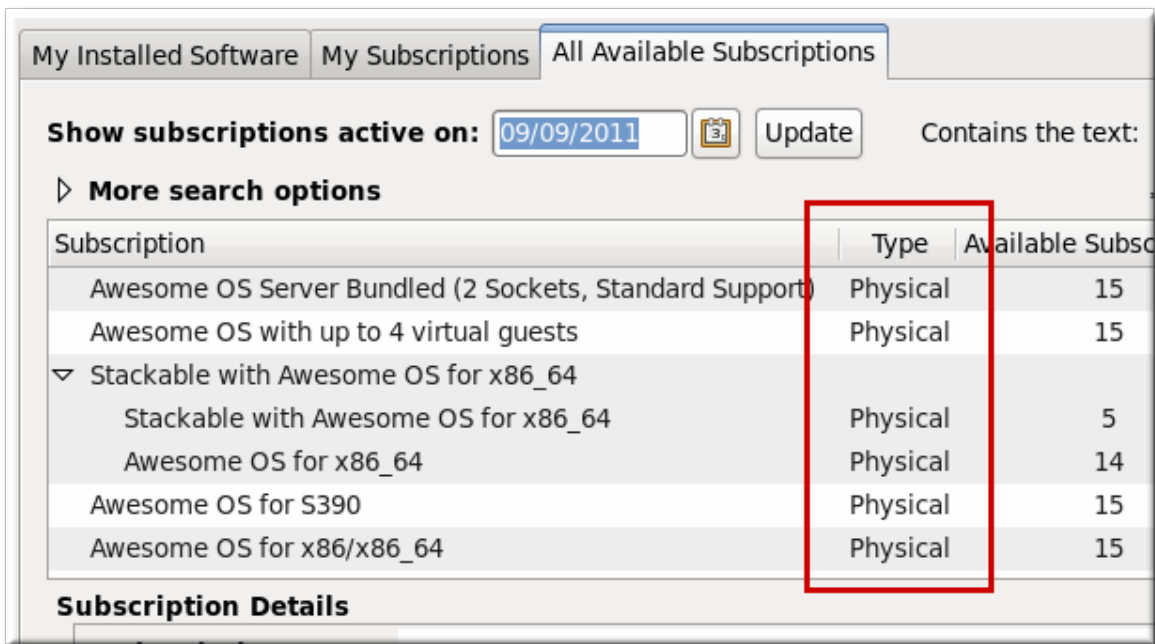 My Installed Software My Subscriptions All Available Subscriptions
Show subscriptions active on: 09/09/2011 Update Contains the text:
More search options
Subscription Type Available Subsc
Awesome OS Server Bundled (2 Sockets, Standard Support) Physical 15
Awesome OS with up to 4 virtual guests Physical 15
Stackable with Awesome OS for x86_64
Stackable with Awesome OS for x86_64 Physical 5
Awesome OS for x86_64 Physical 14
Awesome OS for S390 Physical 15
Awesome OS for x86/x86_64 Physical 15
Subscription Details